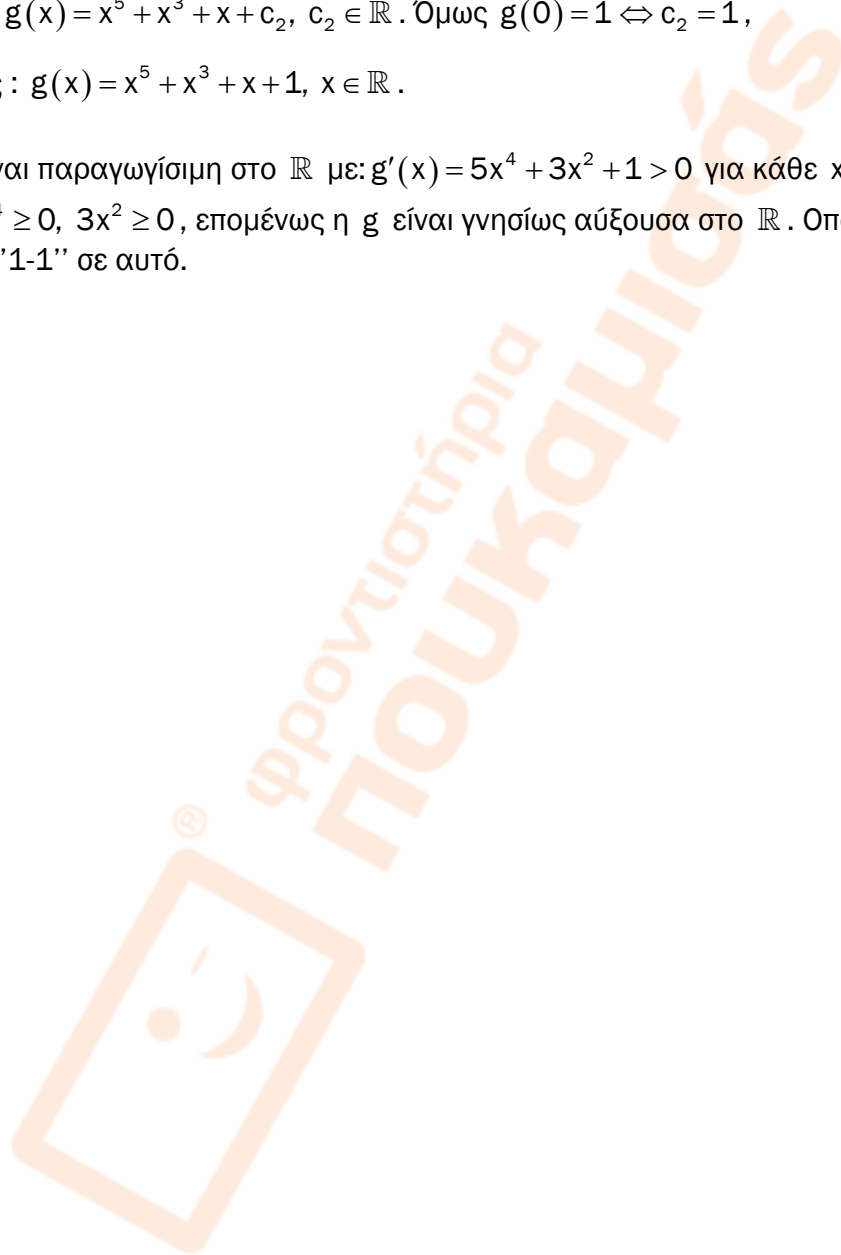 g(x) = x⁵ + x³ + x + c₂, c₂ ∈ ℝ. Όμως g(0) = 1 ⇔ c₂ = 1,
: g(x) = x⁵ + x³ + x + 1, x ∈ ℝ.
ναι παραγωγίσιμη στο ℝ με: g′(x) = 5x⁴ + 3x² + 1 > 0 για κάθε x
≥ 0, 3x² ≥ 0, επομένως η g είναι γνησίως αύξουσα στο ℝ.
''1-1'' σε αυτό.
φροντιστήρια
πουκαμισάς
®